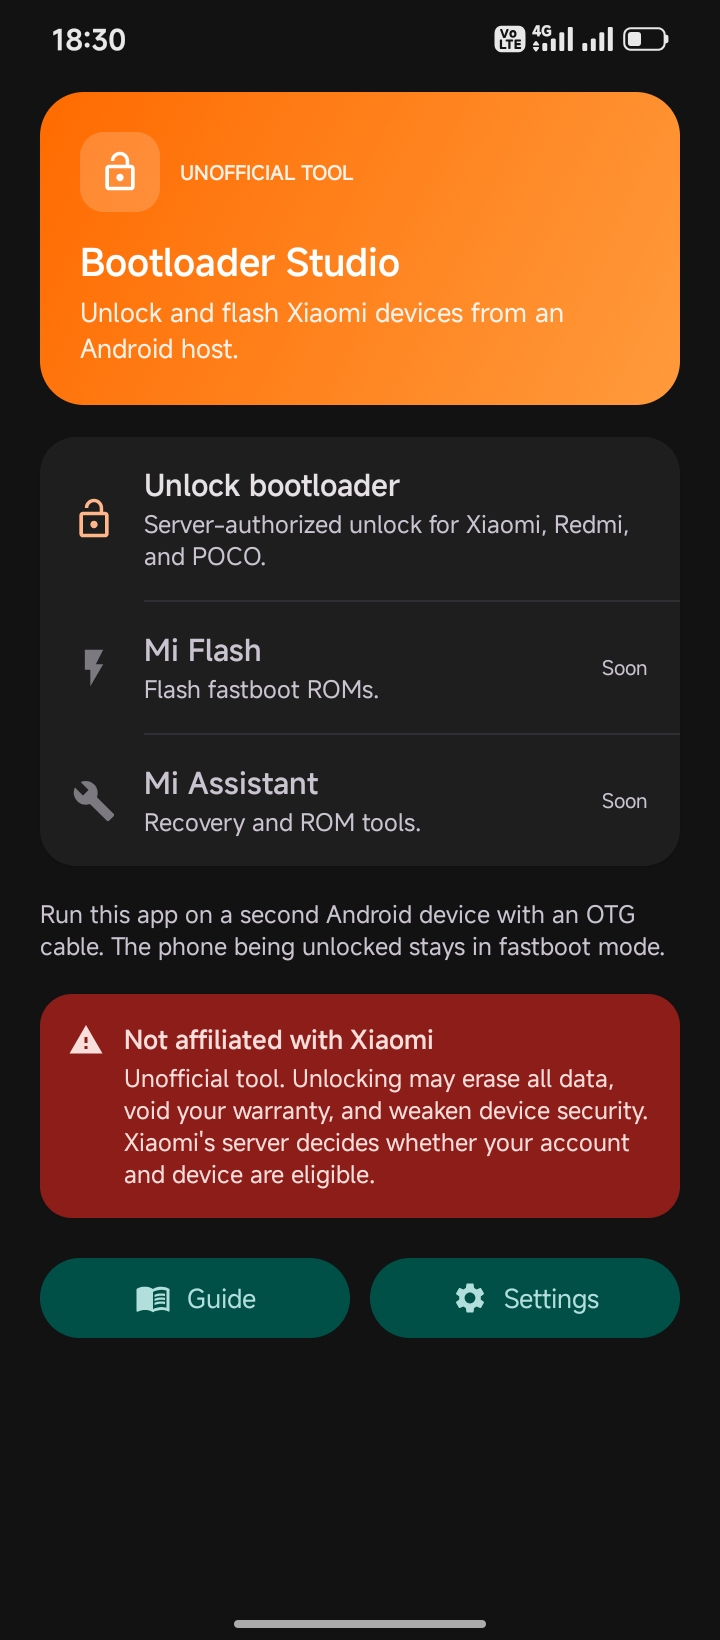 18:30
Vo LTE 4G
UNOFFICIAL TOOL
Bootloader Studio
Unlock and flash Xiaomi devices from an
Android host.
Unlock bootloader
Server-authorized unlock for Xiaomi, Redmi,
and POCO.
Mi Flash
Flash fastboot ROMs.
Soon
Mi Assistant
Recovery and ROM tools.
Soon
Run this app on a second Android device with an OTG
cable. The phone being unlocked stays in fastboot mode.
Not affiliated with Xiaomi
Unofficial tool. Unlocking may erase all data,
void your warranty, and weaken device security.
Xiaomi's server decides whether your account
and device are eligible.
Guide
Settings